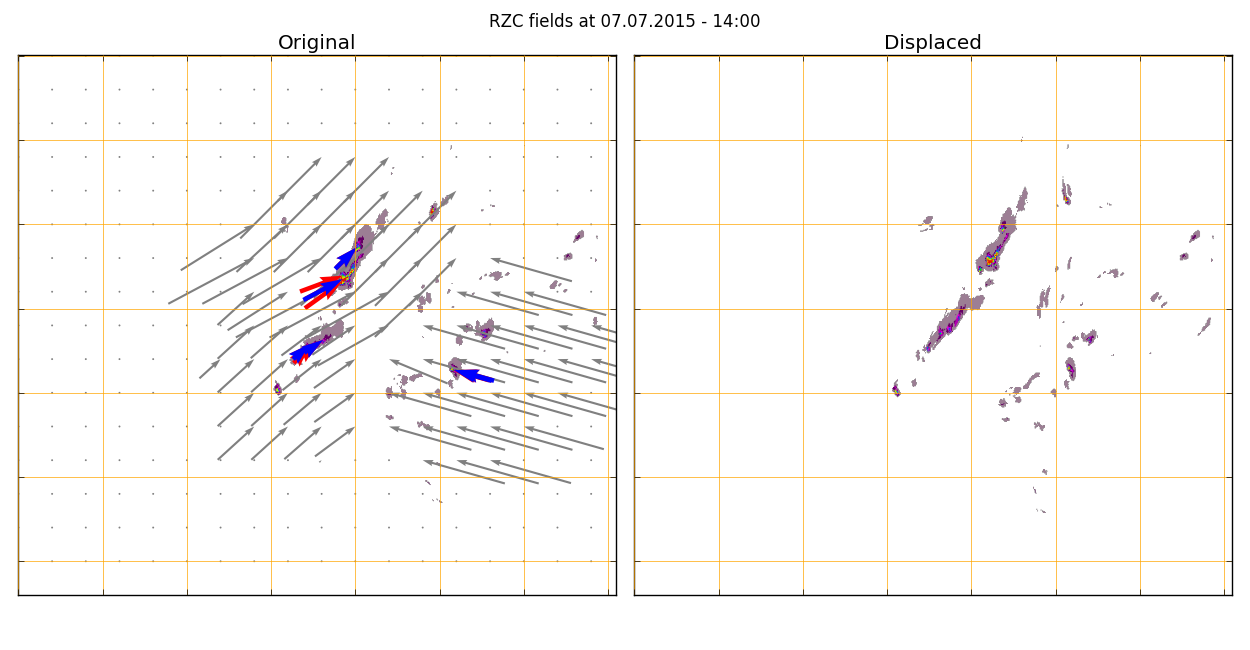 RZC fields at 07.07.2015 - 14:00
Original
Displaced